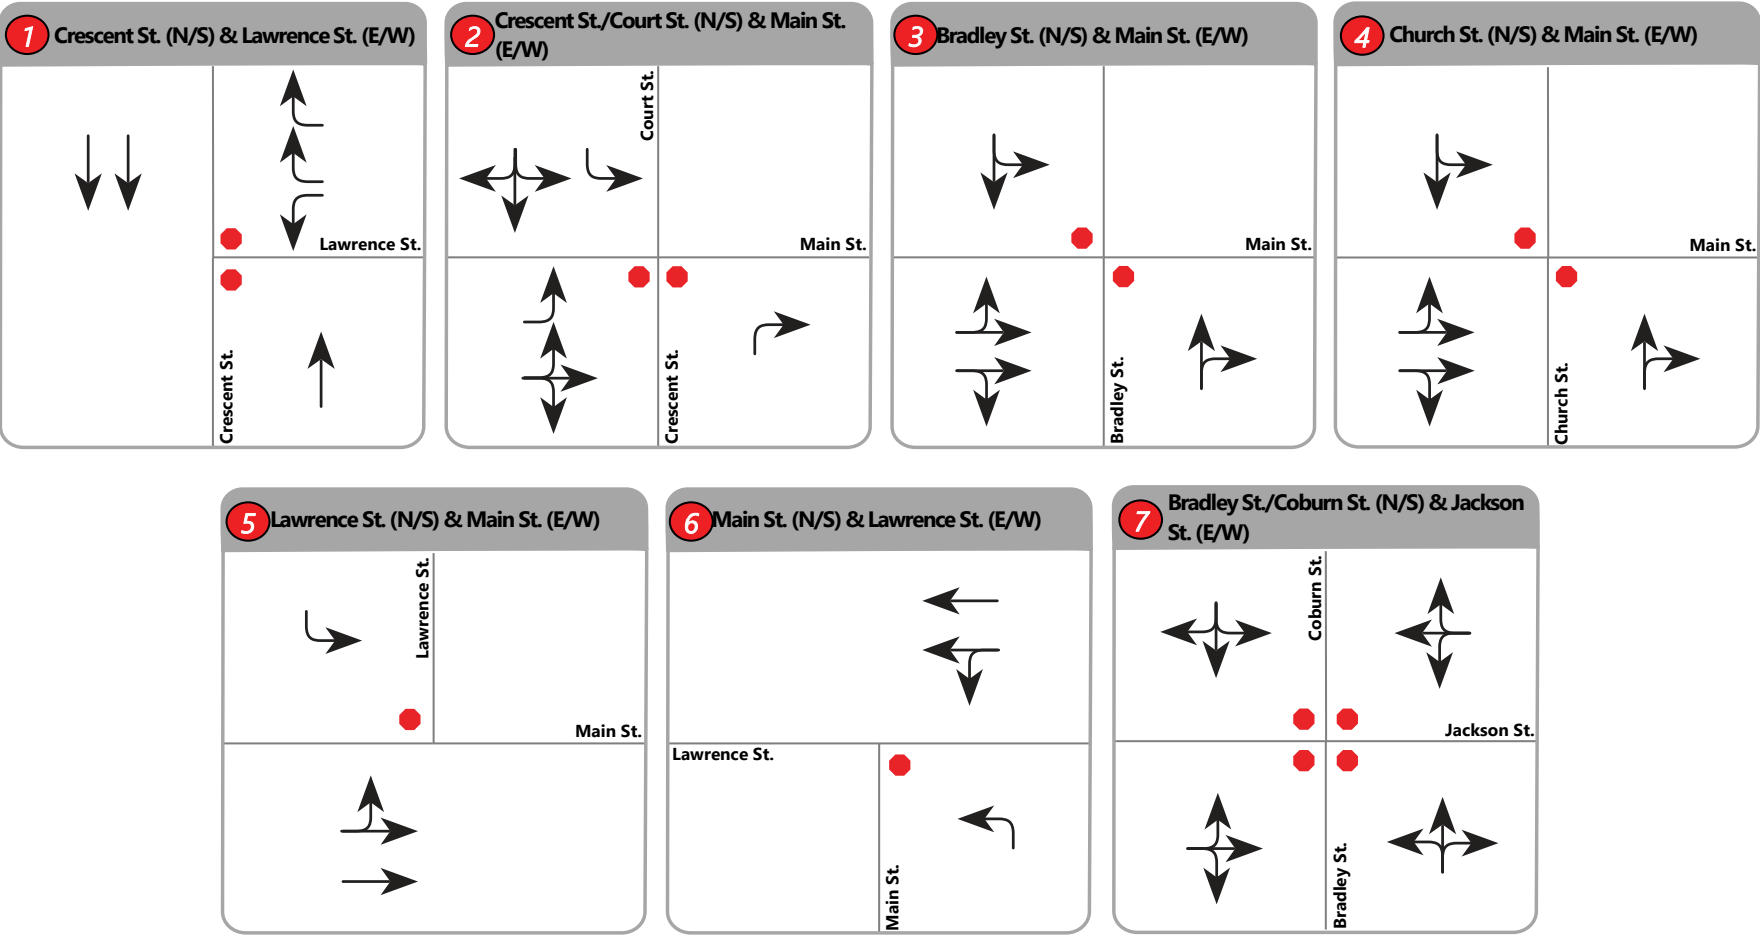 1 Crescent St. (N/S) & Lawrence St. (E/W)
Lawrence St.
Crescent St.
2 Crescent St./Court St. (N/S) & Main St.
(E/W)
Court St.
Main St.
Crescent St.
3 Bradley St. (N/S) & Main St. (E/W)
Main St.
Bradley St.
4 Church St. (N/S) & Main St. (E/W)
Main St.
Church St.
5 Lawrence St. (N/S) & Main St. (E/W)
Lawrence St.
Main St.
6 Main St. (N/S) & Lawrence St. (E/W)
Lawrence St.
Main St.
7 Bradley St./Coburn St. (N/S) & Jackson
St. (E/W)
Coburn St.
Jackson St.
Bradley St.